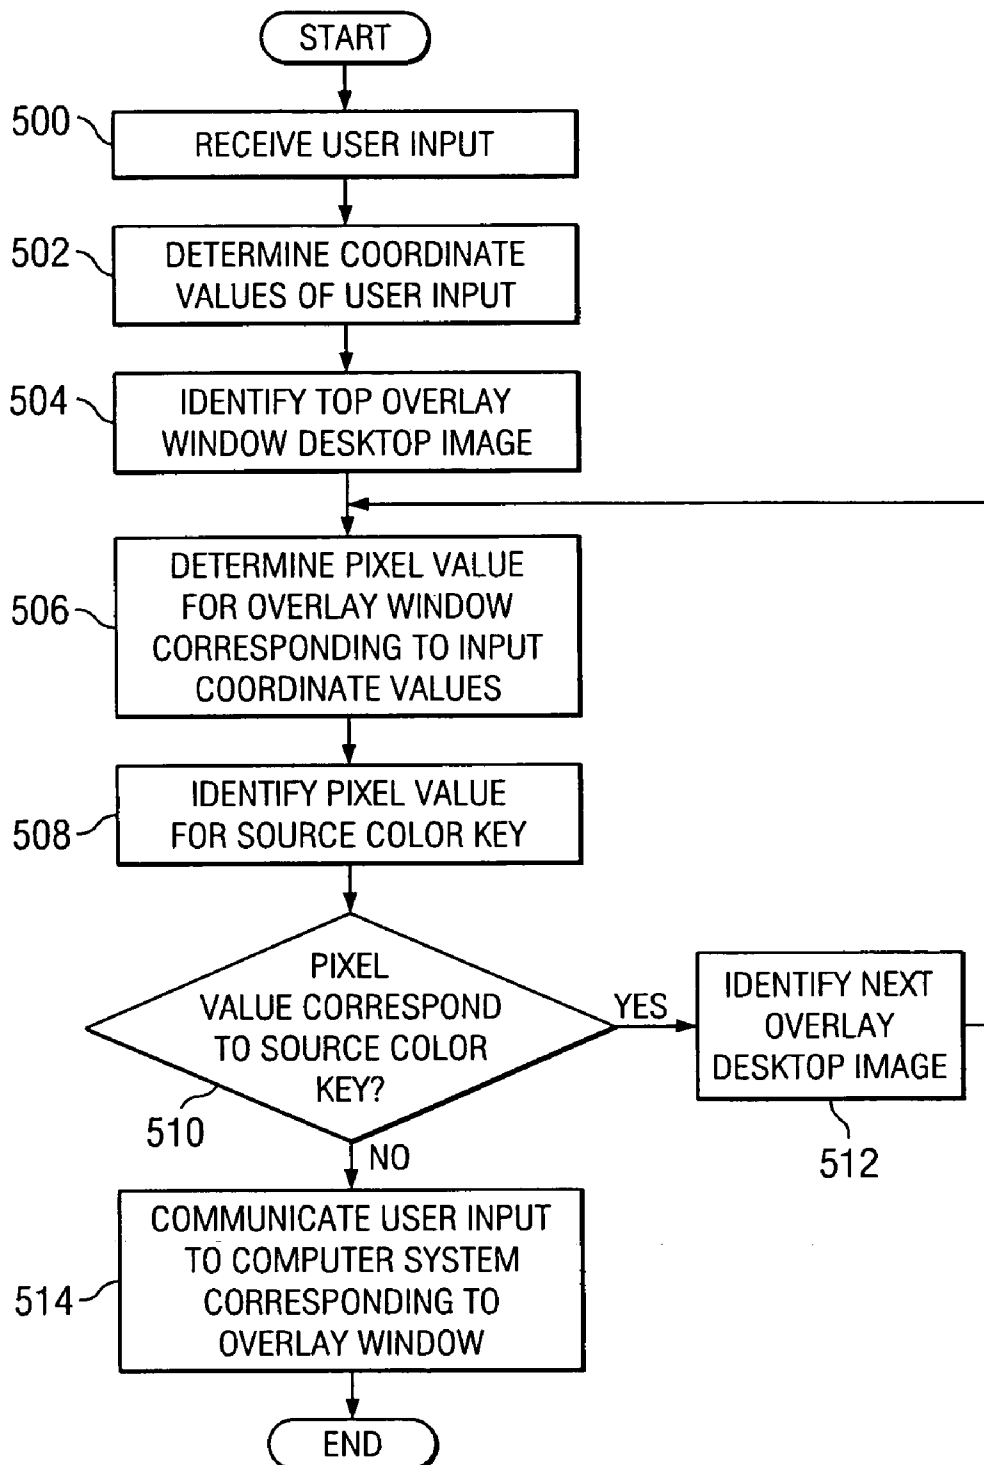 START
500
RECEIVE USER INPUT
502
DETERMINE COORDINATE
VALUES OF USER INPUT
504
IDENTIFY TOP OVERLAY
WINDOW DESKTOP IMAGE
506
DETERMINE PIXEL VALUE
FOR OVERLAY WINDOW
CORRESPONDING TO INPUT
COORDINATE VALUES
508
IDENTIFY PIXEL VALUE
FOR SOURCE COLOR KEY
PIXEL
VALUE CORRESPOND
TO SOURCE COLOR
KEY?
510
YES
IDENTIFY NEXT
OVERLAY
DESKTOP IMAGE
512
NO
514
COMMUNICATE USER INPUT
TO COMPUTER SYSTEM
CORRESPONDING TO
OVERLAY WINDOW
END